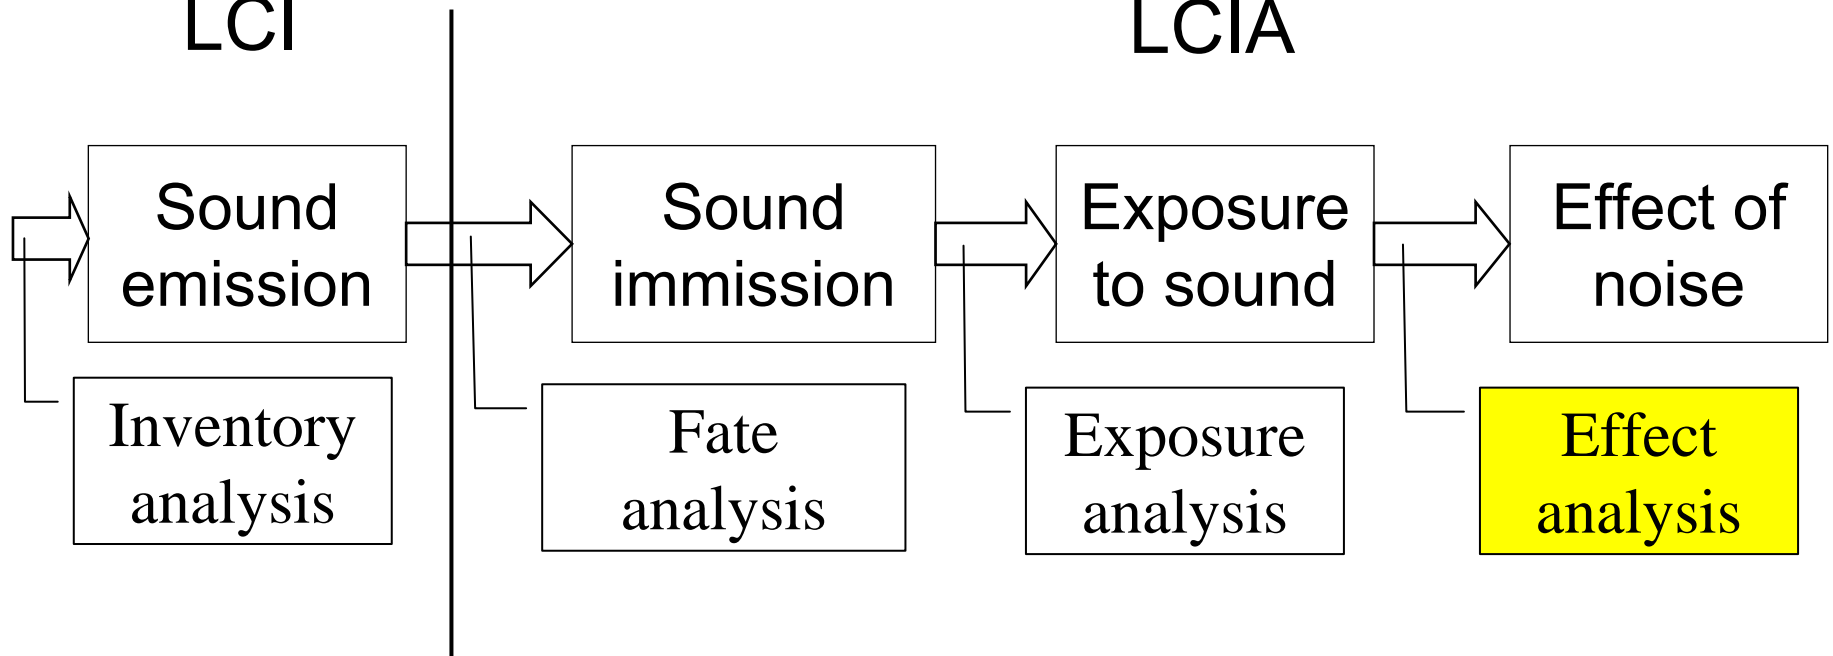 LCI
LCIA
Sound
emission
Sound
immission
Exposure
to sound
Effect of
noise
Inventory
analysis
Fate
analysis
Exposure
analysis
Effect
analysis